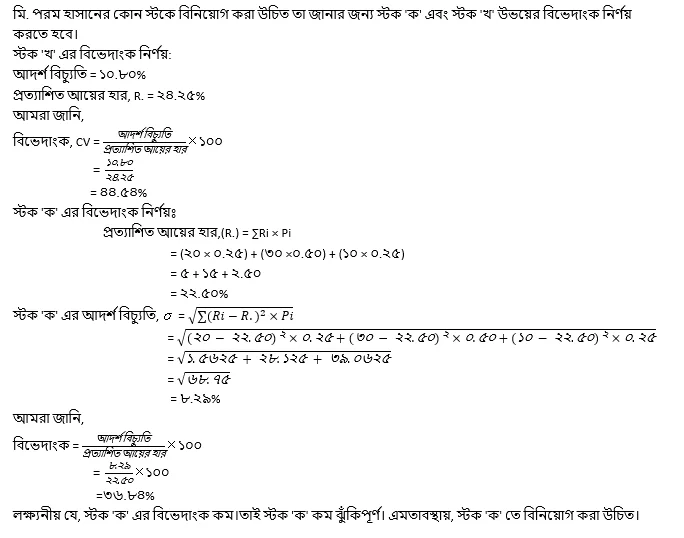 মি. পরম হাসানের কোন স্টকে বিনিয়োগ করা উচিত তা জানার জন্য স্টক 'ক' এবং স্টক 'খ' উভয়ের বিভেদাংক নির্ণয়
করতে হবে।
স্টক 'খ' এর বিভেদাংক নির্ণয়:
আদর্শ বিচ্যুতি = ১০.৮০%
প্রত্যাশিত আয়ের হার, R. = ২৪.২৫%
আমরা জানি,
বিভেদাংক, CV = আদর্শ বিচ্যুতি / প্রত্যাশিত আয়ের হার × ১০০
= ১০.৮০ / ২৪.২৫
= ৪৪.৫৪%
স্টক 'ক' এর বিভেদাংক নির্ণয়ঃ
প্রত্যাশিত আয়ের হার,(R.) = ∑Ri × Pi
= (২০ × ০.২৫) + (৩০ ×০.৫০) + (১০ × ০.২৫)
= ৫ + ১৫ + ২.৫০
= ২২.৫০%
স্টক 'ক' এর আদর্শ বিচ্যুতি, σ = √∑(Ri − R.)² × Pi
= √(২০ − ২২.৫০)² × ০.২৫ + (৩০ − ২২.৫০)² × ০.৫০ + (১০ − ২২.৫০)² × ০.২৫
= √১.৫৬২৫ + ২৮.১২৫ + ৩৯.০৬২৫
= √৬৮.৭৫
= ৮.২৯%
আমরা জানি,
বিভেদাংক = আদর্শ বিচ্যুতি / প্রত্যাশিত আয়ের হার × ১০০
= ৮.২৯ / ২২.৫০ × ১০০
=৩৬.৮৪%
লক্ষ্যনীয় যে, স্টক 'ক' এর বিভেদাংক কম।তাই স্টক 'ক' কম ঝুঁকিপূর্ণ। এমতাবস্থায়, স্টক 'ক' তে বিনিয়োগ করা উচিত।